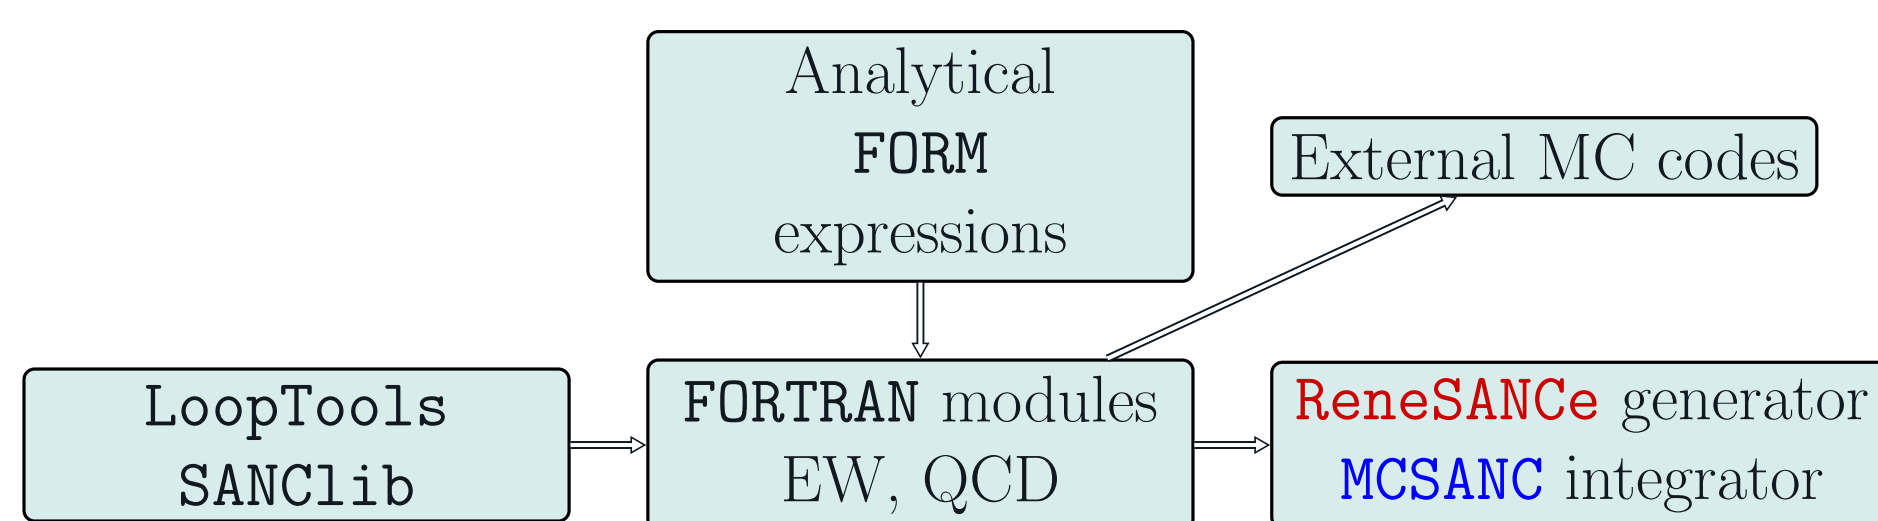 Analytical
FORM
expressions
External MC codes
LoopTools
SANClib
FORTRAN modules
EW, QCD
ReneSANCe generator
MCSANC integrator